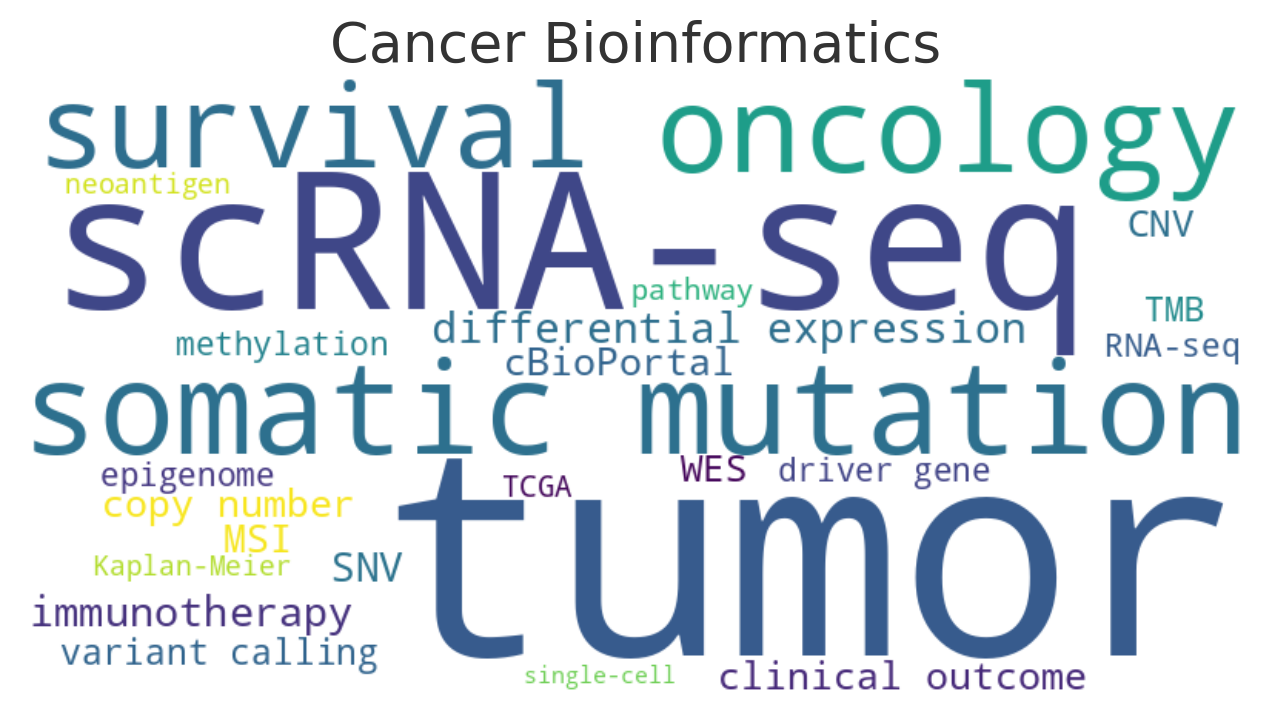 Cancer Bioinformatics
survival oncology
neoantigen
scRNA-seq
CNV
pathway
TMB
differential expression
methylation
RNA-seq
cBioPortal
somatic mutation
epigenome
WES driver gene
TCGA
copy number
MSI
tumor
Kaplan-Meier
SNV
immunotherapy
variant calling
single-cell
clinical outcome